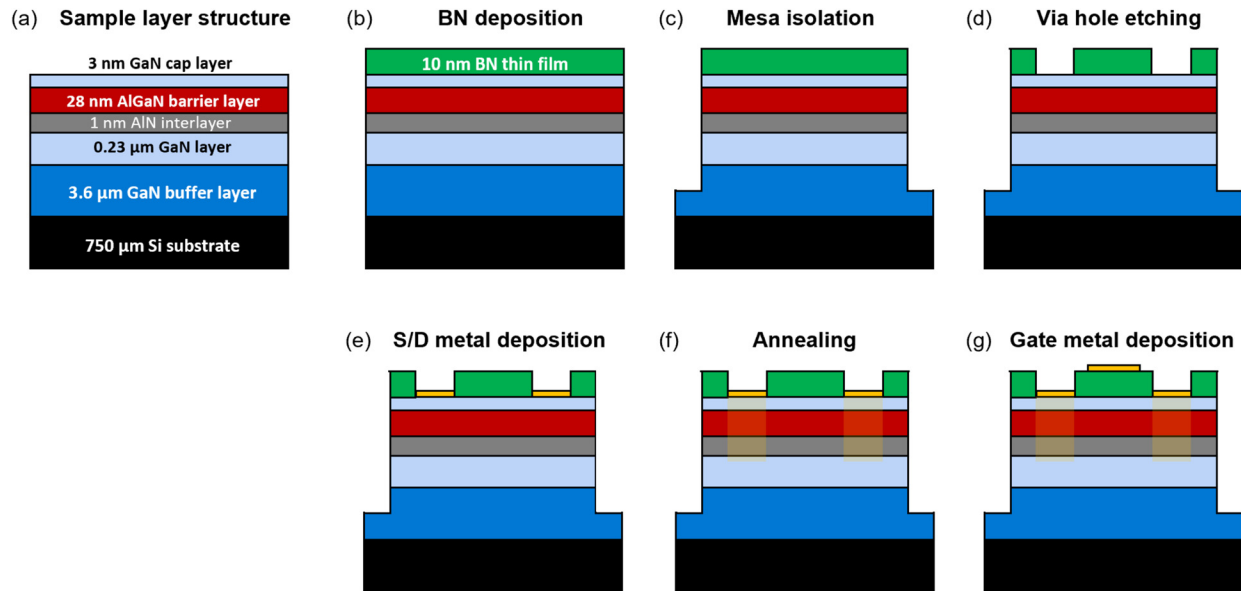 (a) Sample layer structure
3 nm GaN cap layer
28 nm AlGaN barrier layer
1 nm AlN interlayer
0.23 μm GaN layer
3.6 μm GaN buffer layer
750 μm Si substrate
(b) BN deposition
10 nm BN thin film
(c) Mesa isolation
(d) Via hole etching
(e) S/D metal deposition
(f) Annealing
(g) Gate metal deposition